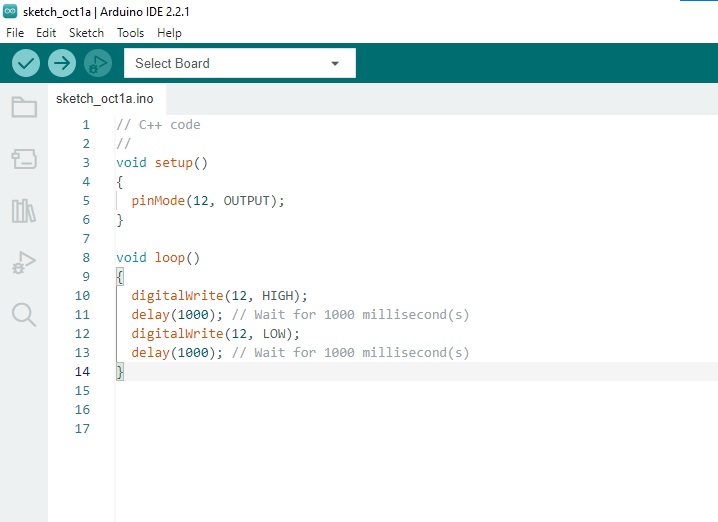 sketch_oct1a | Arduino IDE 2.2.1
File Edit Sketch Tools Help
Select Board
sketch_oct1a.ino
1 // C++ code
2 //
3 void setup()
4 {
5   pinMode(12, OUTPUT);
6 }
7
8 void loop()
9 {
10   digitalWrite(12, HIGH);
11   delay(1000); // Wait for 1000 millisecond(s)
12   digitalWrite(12, LOW);
13   delay(1000); // Wait for 1000 millisecond(s)
14 }
15
16
17